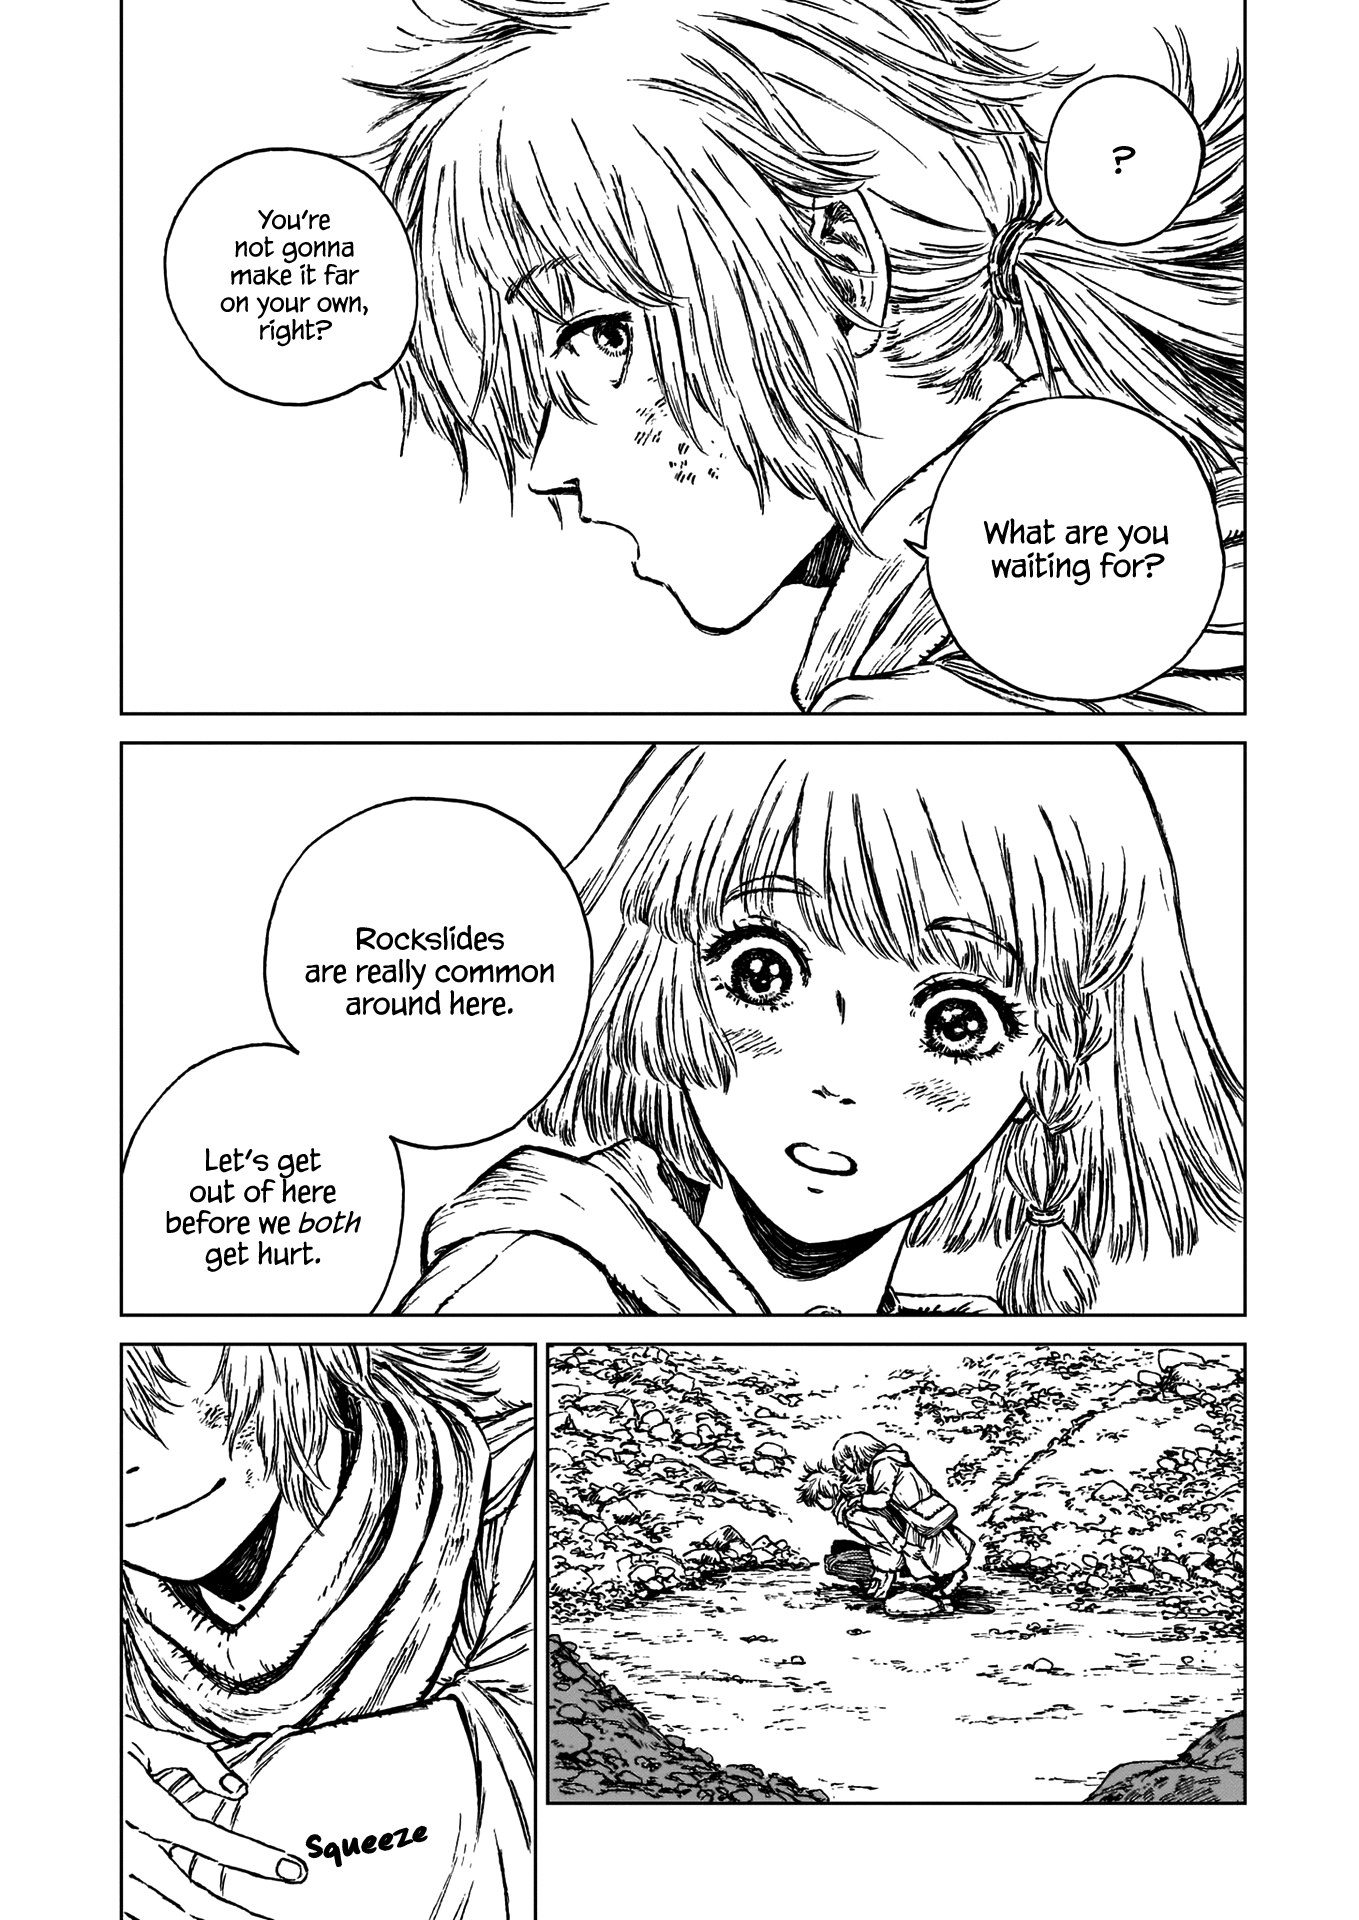 ?
What are you
waiting for?
You're
not gonna
make it far
on your own,
right?
Rockslides
are really common
around here.
Let's get
out of here
before we both
get hurt.
Squeeze